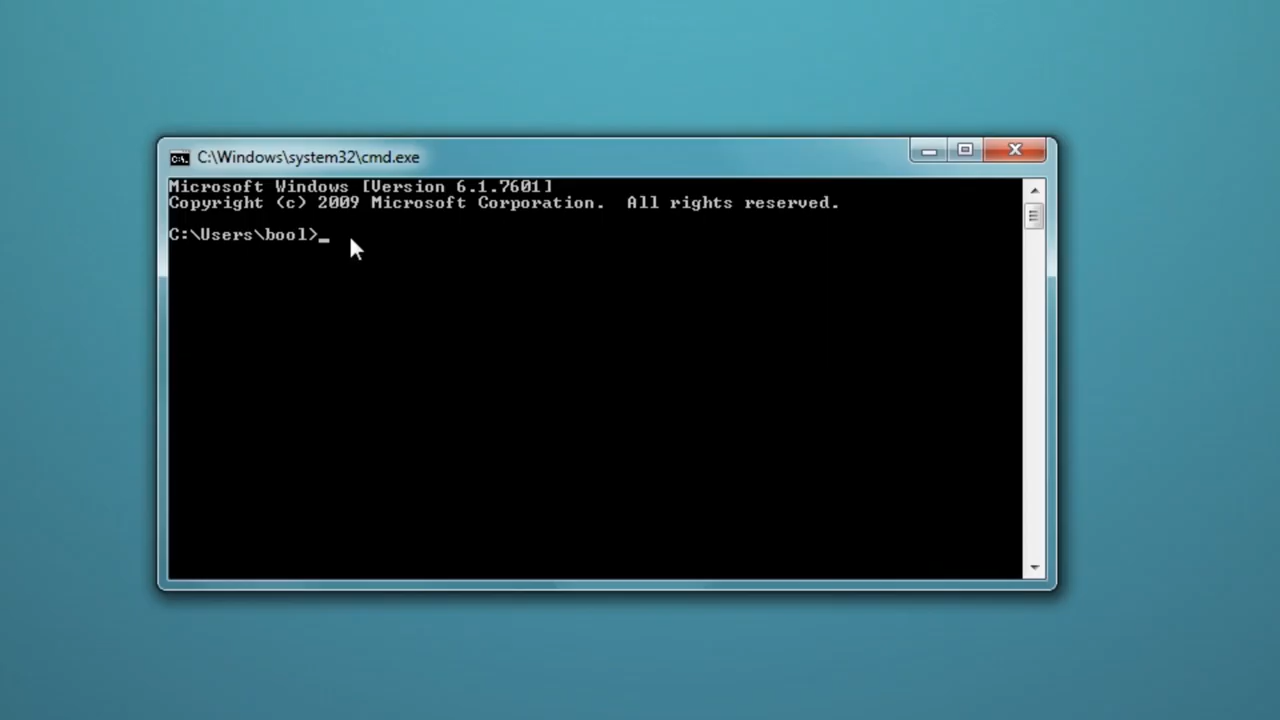 C:\Windows\system32\cmd.exe
Microsoft Windows [Version 6.1.7601]
Copyright (c) 2009 Microsoft Corporation.  All rights reserved.
C:\Users\bool>_